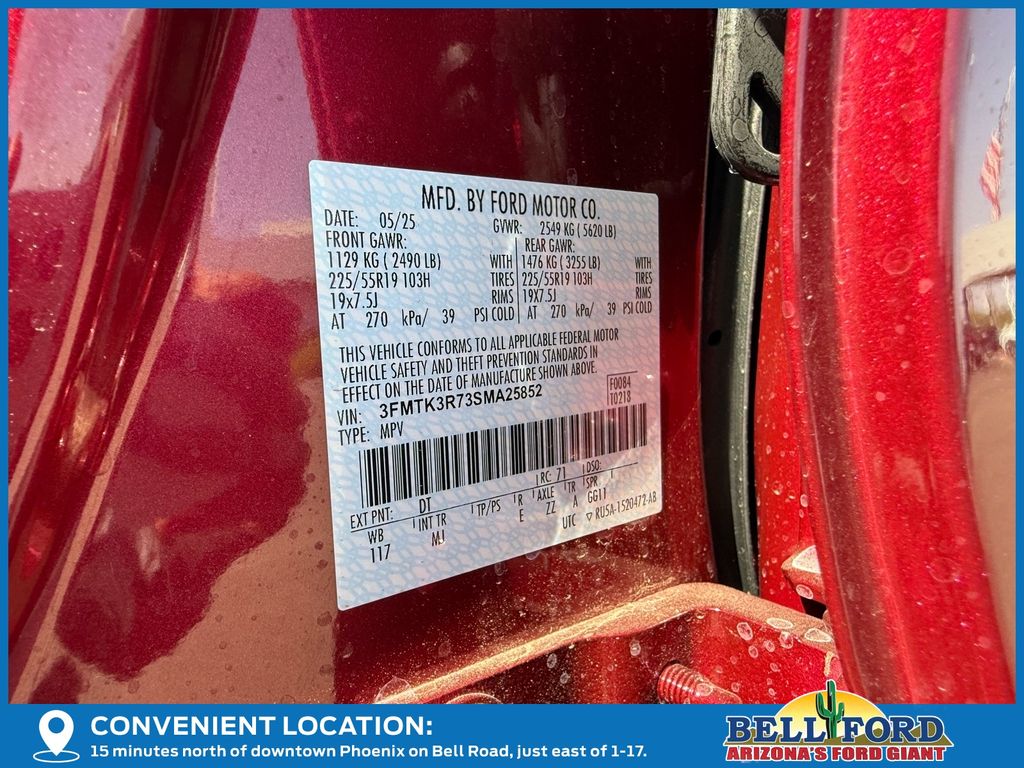 MFD. BY FORD MOTOR CO.
DATE: 05/25 GVWR: 2549 KG ( 5620 LB)
FRONT GAWR: REAR GAWR:
1129 KG ( 2490 LB) WITH 1476 KG ( 3255 LB) WITH
225/55R19 103H TIRES 225/55R19 103H TIRES
19x7.5J RIMS 19x7.5J RIMS
AT 270 kPa/ 39 PSI COLD AT 270 kPa/ 39 PSI COLD
THIS VEHICLE CONFORMS TO ALL APPLICABLE FEDERAL MOTOR
VEHICLE SAFETY AND THEFT PREVENTION STANDARDS IN
EFFECT ON THE DATE OF MANUFACTURE SHOWN ABOVE.
VIN: 3FMTK3R73SMA25852 F0084
TYPE: MPV T0218
EXT PNT: DT RC: 71 DSO:
WB INT TR TP/PS R AXLE TR SPR
117 MJ E ZZ A GG11
UTC RU5A-1520472-AB
CONVENIENT LOCATION:
15 minutes north of downtown Phoenix on Bell Road, just east of 1-17.
BELL FORD
ARIZONA'S FORD GIANT